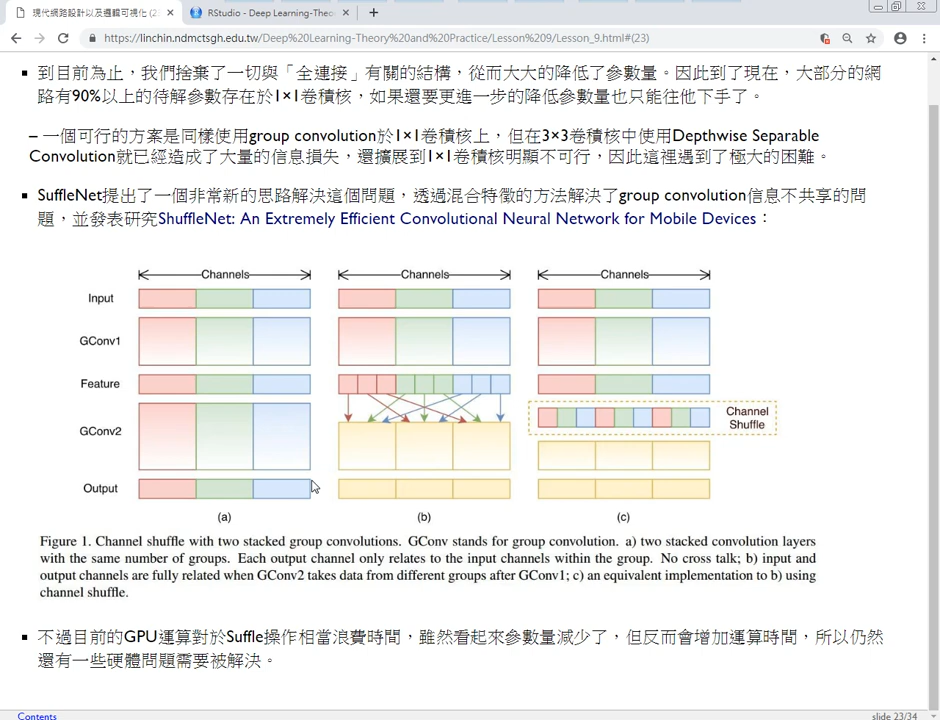 現代網路設計以及邏輯可視化 (2
RStudio - Deep Learning-Theo
https://linchin.ndmctsgh.edu.tw/Deep%20Learning-Theory%20and%20Practice/Lesson%209/Lesson_9.html#(23)
到目前為止，我們捨棄了一切與「全連接」有關的結構，從而大大的降低了參數量。因此到了現在，大部分的網
路有90%以上的待解參數存在於1×1卷積核，如果還要更進一步的降低參數量也只能往他下手了。
– 一個可行的方案是同樣使用group convolution於1×1卷積核上，但在3×3卷積核中使用Depthwise Separable
Convolution就已經造成了大量的信息損失，還擴展到1×1卷積核明顯不可行，因此這裡遇到了極大的困難。
SuffleNet提出了一個非常新的思路解決這個問題，透過混合特徵的方法解決了group convolution信息不共享的問
題，並發表研究ShuffleNet: An Extremely Efficient Convolutional Neural Network for Mobile Devices：
Channels Channels Channels
Input
GConv1
Feature
Channel
Shuffle
GConv2
Output
(a) (b) (c)
Figure 1. Channel shuffle with two stacked group convolutions. GConv stands for group convolution. a) two stacked convolution layers
with the same number of groups. Each output channel only relates to the input channels within the group. No cross talk; b) input and
output channels are fully related when GConv2 takes data from different groups after GConv1; c) an equivalent implementation to b) using
channel shuffle.
不過目前的GPU運算對於Suffle操作相當浪費時間，雖然看起來參數量減少了，但反而會增加運算時間，所以仍然
還有一些硬體問題需要被解決。
Contents
slide 23/34